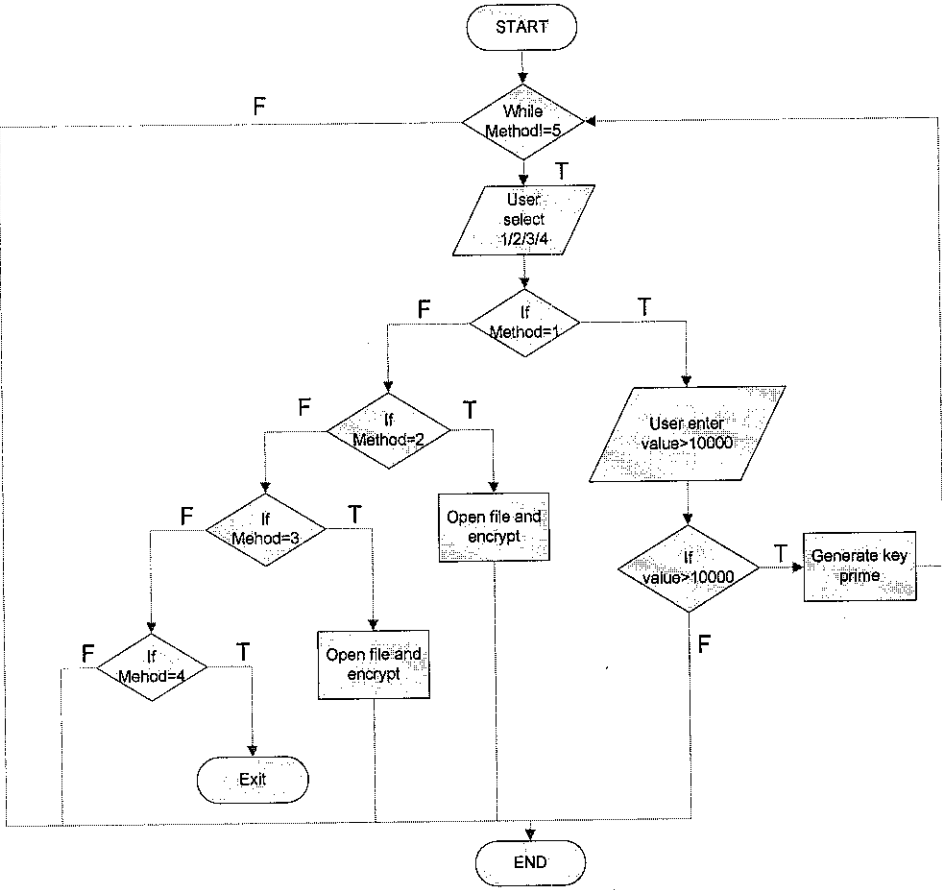 START
F
While
Method!=5
T
User
select
1/2/3/4
F
If
Method=1
T
F
If
Method=2
T
User enter
value>10000
F
If
Mehod=3
T
Open file and
encrypt
If
value>10000
T
Generate key
prime
F
If
Mehod=4
T
Open file and
encrypt
F
Exit
END